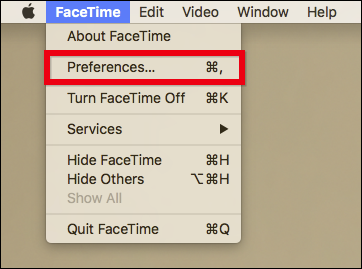 FaceTime Edit Video Window Help
About FaceTime
Preferences... ⌘,
Turn FaceTime Off ⌘K
Services ▶
Hide FaceTime ⌘H
Hide Others ⌥⌘H
Show All
Quit FaceTime ⌘Q